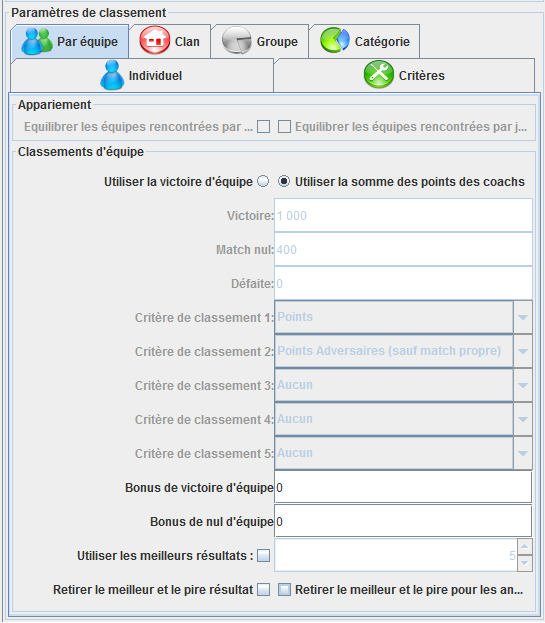 Paramètres de classement
Par équipe Clan Groupe Catégorie
Individuel Critères
Appariement
Equilibrer les équipes rencontrées par ... Equilibrer les équipes rencontrées par j...
Classements d'équipe
Utiliser la victoire d'équipe Utiliser la somme des points des coachs
Victoire: 1 000
Match nul: 400
Défaite: 0
Critère de classement 1: Points
Critère de classement 2: Points Adversaires (sauf match propre)
Critère de classement 3: Aucun
Critère de classement 4: Aucun
Critère de classement 5: Aucun
Bonus de victoire d'équipe 0
Bonus de nul d'équipe 0
Utiliser les meilleurs résultats : 5
Retirer le meilleur et le pire résultat Retirer le meilleur et le pire pour les an...